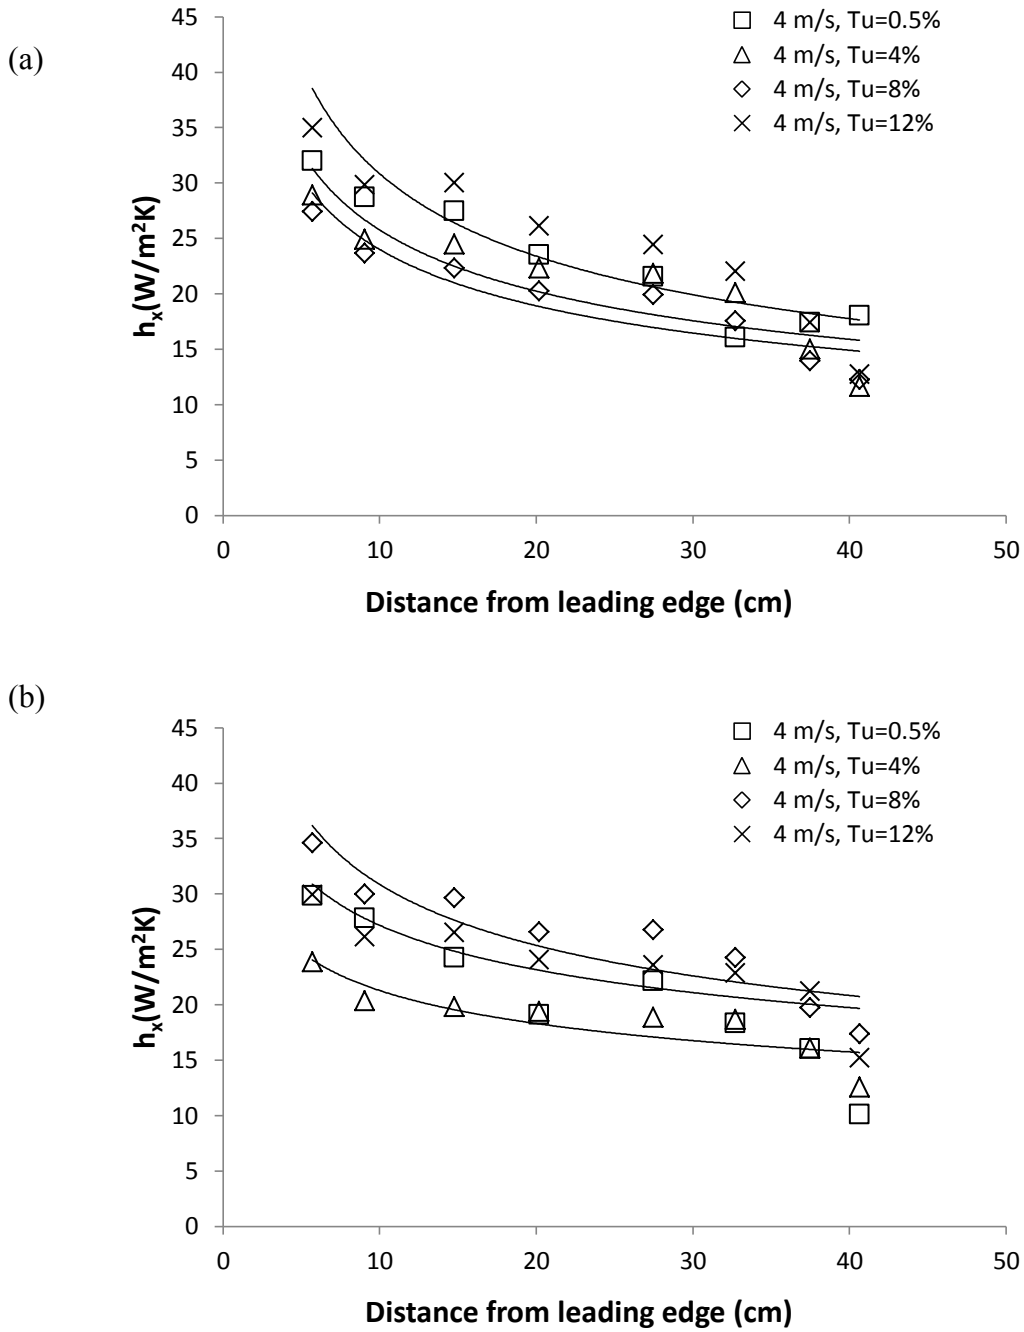 (a)
45
40
35
30
25
20
15
10
5
0
hₓ(W/m²K)
4 m/s, Tu=0.5%
4 m/s, Tu=4%
4 m/s, Tu=8%
4 m/s, Tu=12%
0 10 20 30 40 50
Distance from leading edge (cm)
(b)
45
40
35
30
25
20
15
10
5
0
hₓ(W/m²K)
4 m/s, Tu=0.5%
4 m/s, Tu=4%
4 m/s, Tu=8%
4 m/s, Tu=12%
0 10 20 30 40 50
Distance from leading edge (cm)